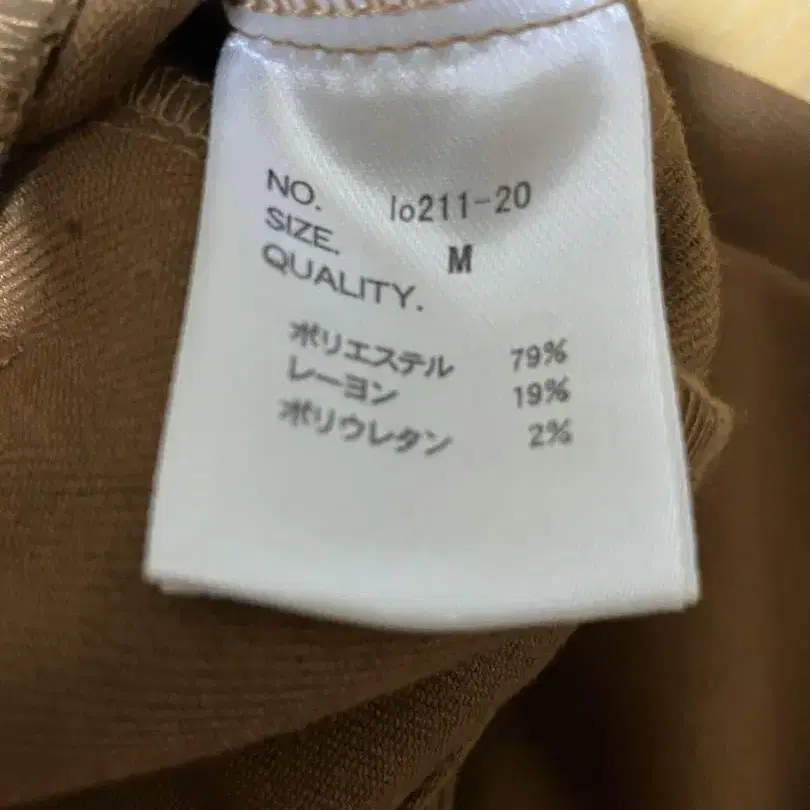 NO. lo211-20
SIZE. M
QUALITY.
ポリエステル 79%
レーヨン 19%
ポリウレタン 2%